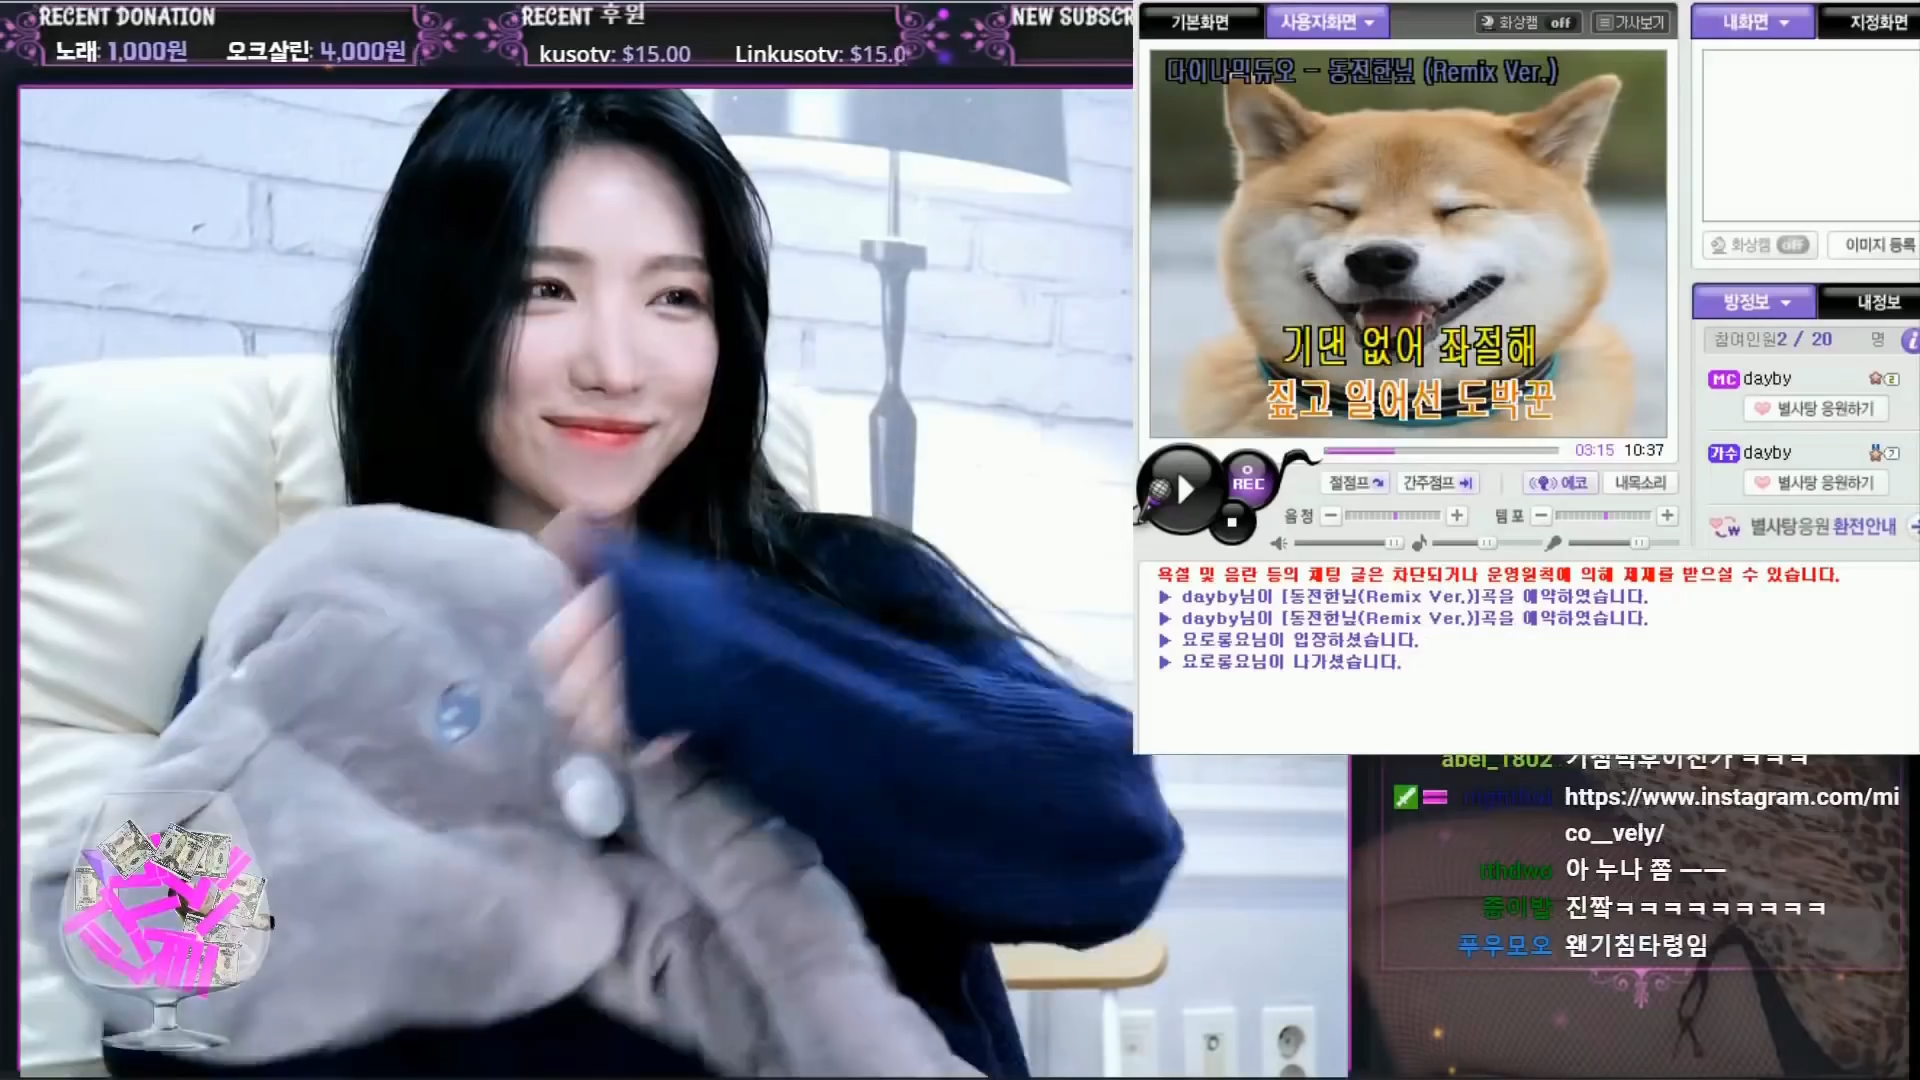 RECENT DONATION
노래: 1,000원 오크살린: 4,000원
RECENT 후원
kusotv: $15.00 Linkusotv: $15.0
NEW SUBSCR
기본화면 사용자화면 화상캠 off 가사보기
다이나믹듀오 - 동전한닢 (Remix Ver.)
기댄 없어 좌절해
짚고 일어선 도박꾼
03:15 10:37
REC
절점프 간주점프 에코 내목소리
음정 템포
내화면 지정화면
화상캠 off 이미지 등록
방정보 내정보
참여인원2 / 20 명
MC dayby 2
별사탕 응원하기
가수 dayby 7
별사탕 응원하기
별사탕응원 환전안내
욕설 및 음란 등의 채팅 글은 차단되거나 운영원칙에 의해 제재를 받으실 수 있습니다.
▶ dayby님이 [동전한닢(Remix Ver.)]곡을 예약하였습니다.
▶ dayby님이 [동전한닢(Remix Ver.)]곡을 예약하였습니다.
▶ 요로롱요님이 입장하셨습니다.
▶ 요로롱요님이 나가셨습니다.
abel_1802
https://www.instagram.com/mi
co__vely/
아 누나 쫌 ㅡㅡ
진짴ㅋㅋㅋㅋㅋㅋㅋㅋㅋ
푸우모오 왠기침타령임